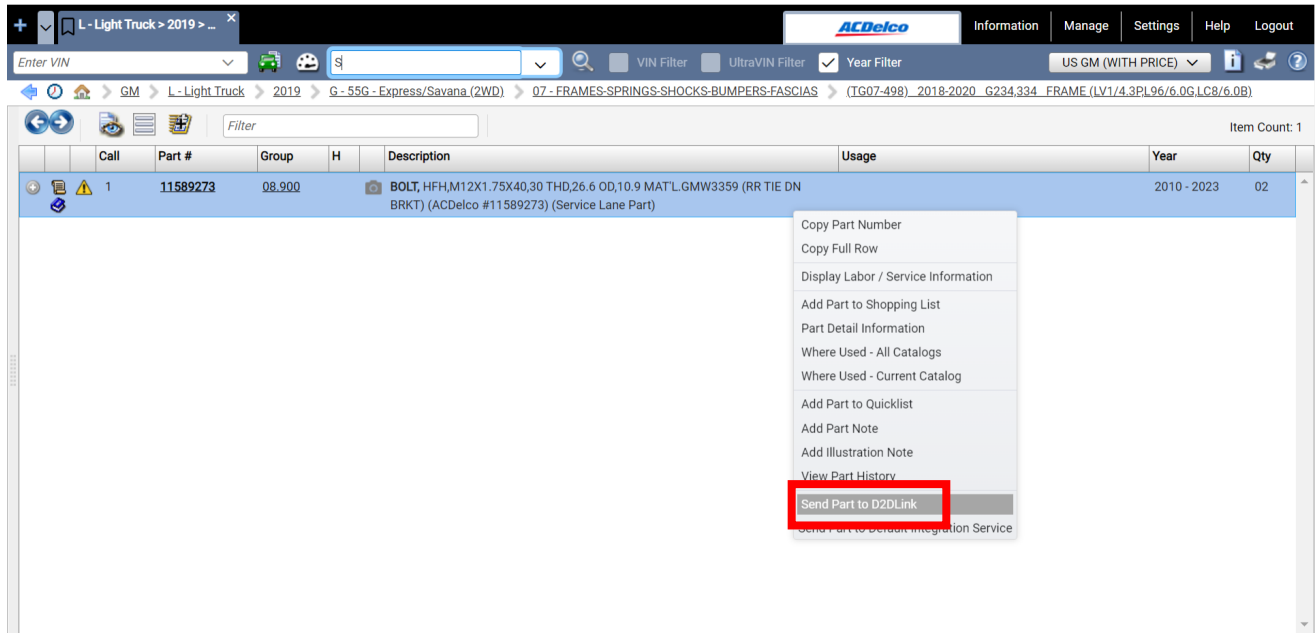 L - Light Truck > 2019 > ...
ACDelco
Information
Manage
Settings
Help
Logout
Enter VIN
S
VIN Filter
UltraVIN Filter
Year Filter
US GM (WITH PRICE)
GM
L - Light Truck
2019
G - 55G - Express/Savana (2WD)
07 - FRAMES-SPRINGS-SHOCKS-BUMPERS-FASCIAS
(TG07-498) 2018-2020 G234,334 FRAME (LV1/4.3P,L96/6.0G,LC8/6.0B)
Filter
Item Count: 1
Call Part # Group H Description Usage Year Qty
1 11589273 08.900 BOLT, HFH,M12X1.75X40,30 THD,26.6 OD,10.9 MAT'L.GMW3359 (RR TIE DN 2010 - 2023 02
BRKT) (ACDelco #11589273) (Service Lane Part)
Copy Part Number
Copy Full Row
Display Labor / Service Information
Add Part to Shopping List
Part Detail Information
Where Used - All Catalogs
Where Used - Current Catalog
Add Part to Quicklist
Add Part Note
Add Illustration Note
View Part History
Send Part to D2DLink
Send Part to Default Integration Service